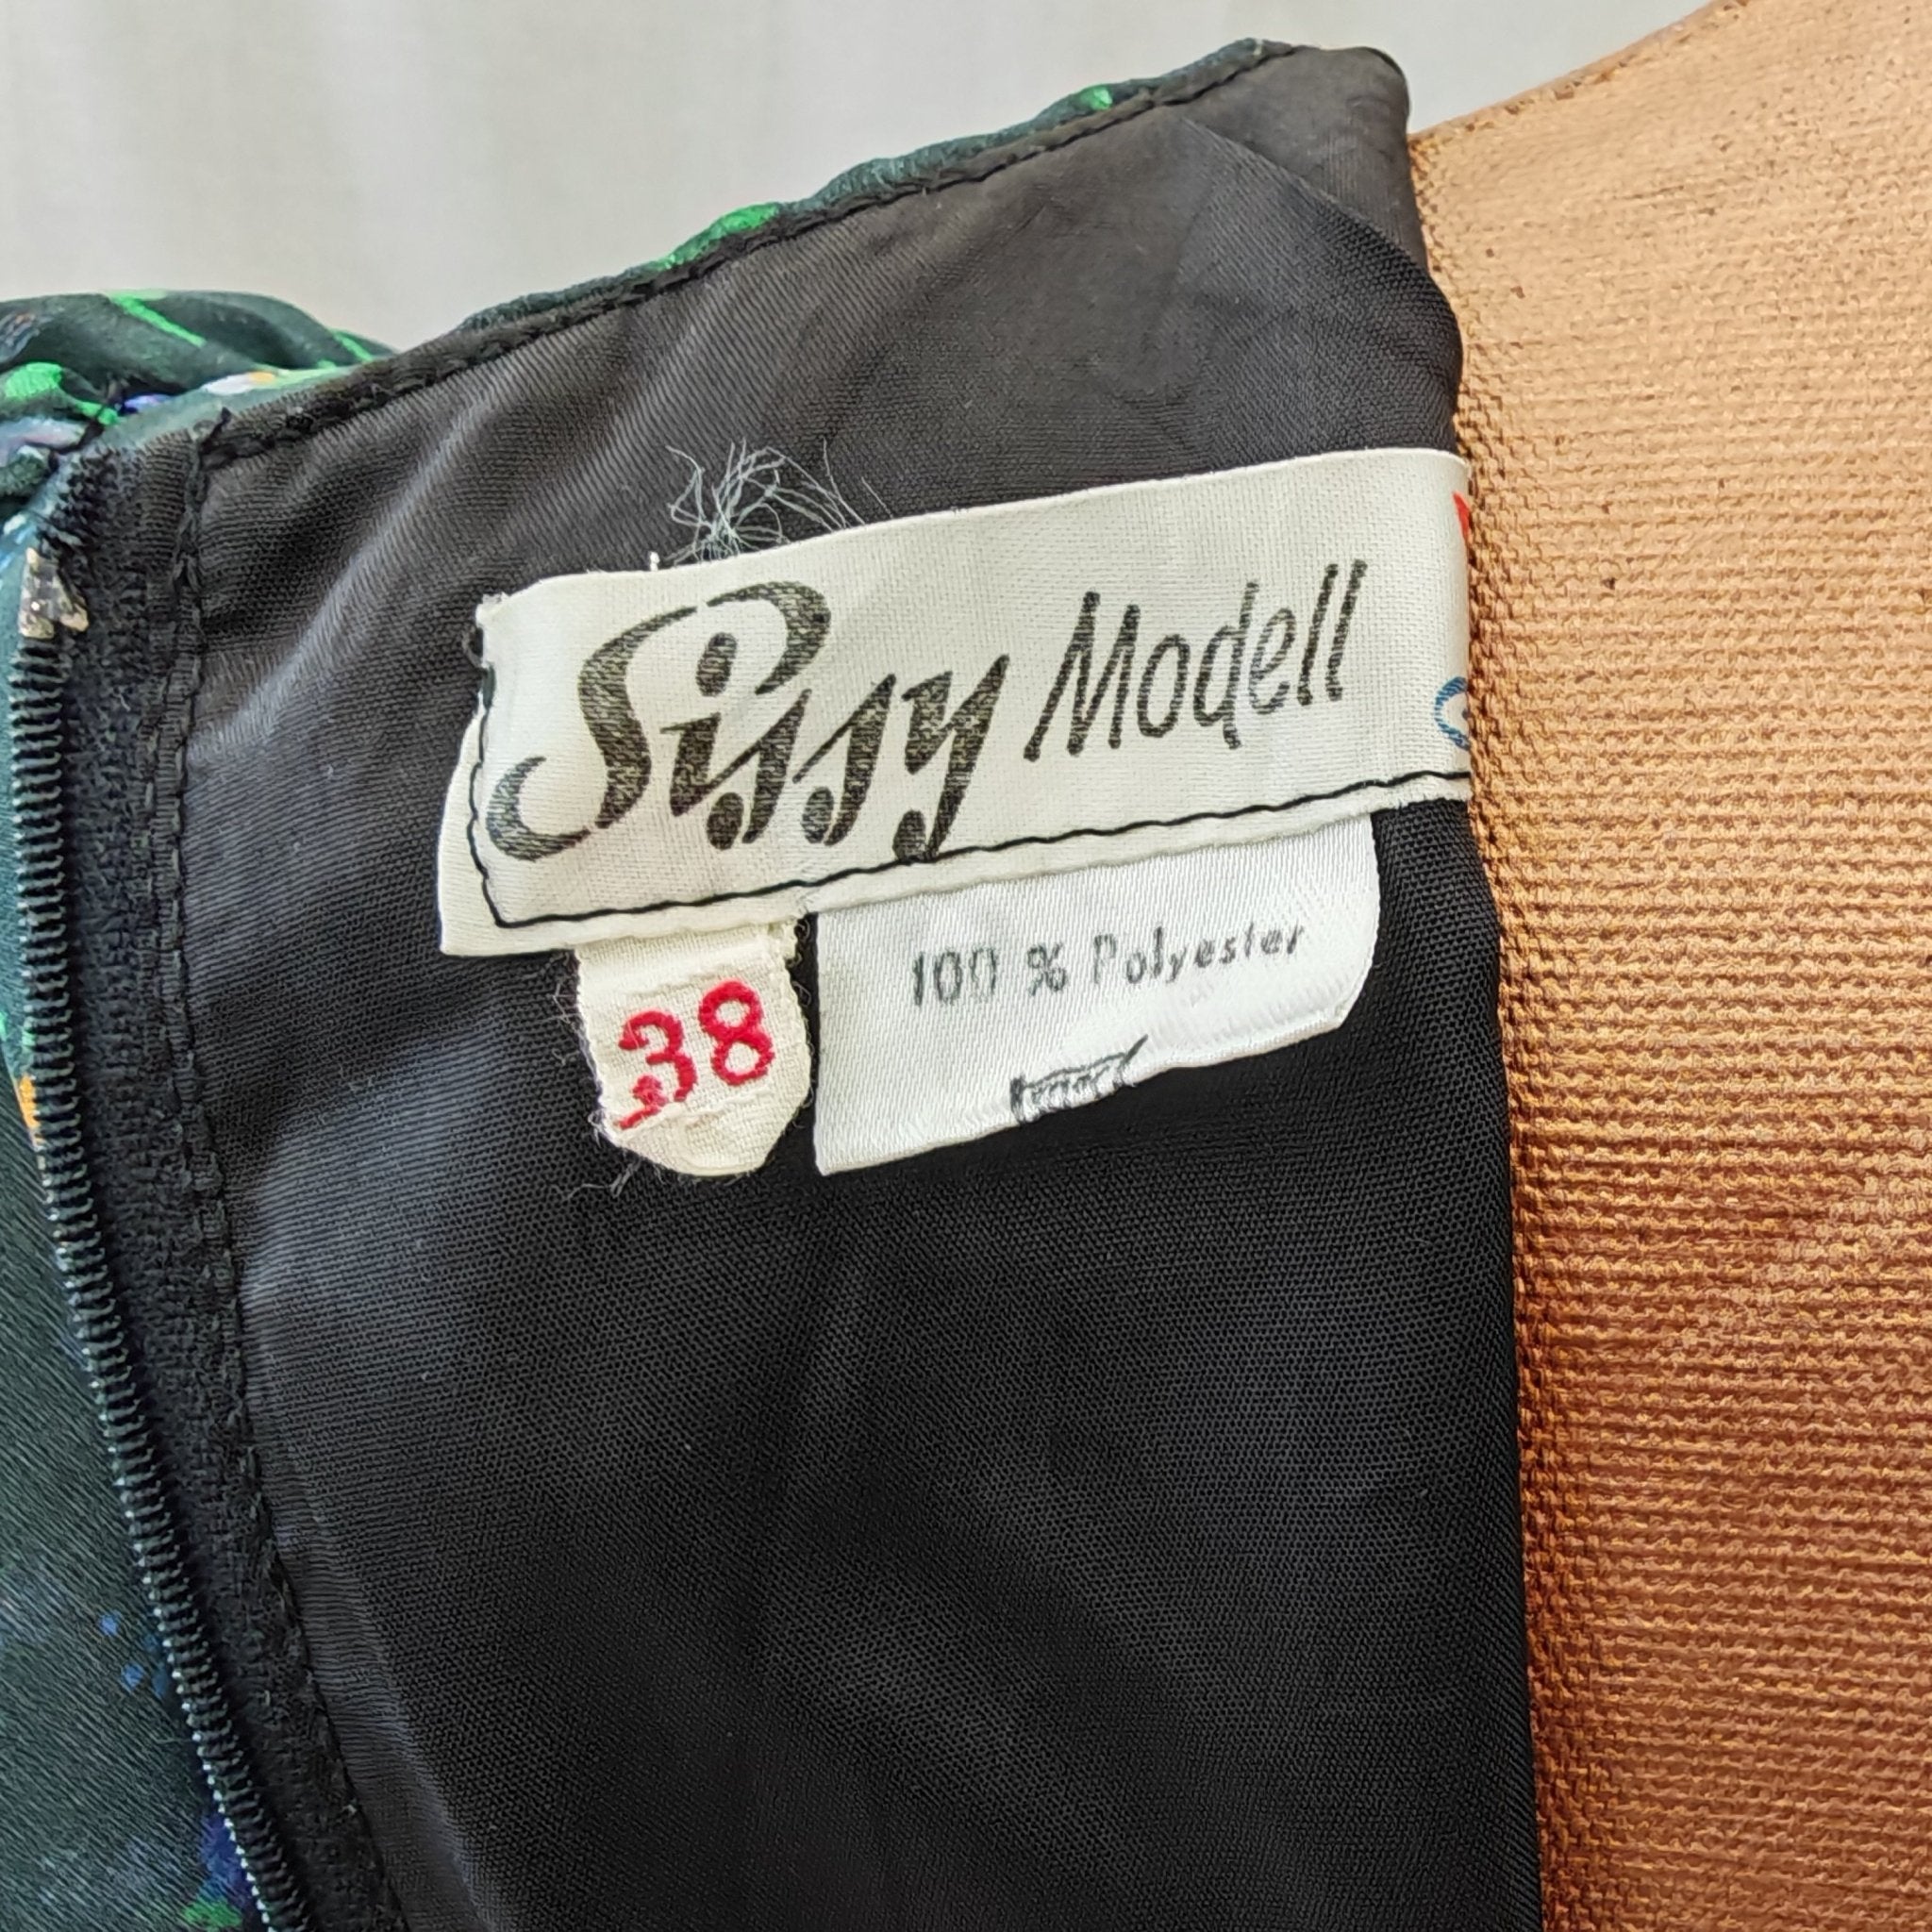 Sissy Modell
38
100 % Polyester